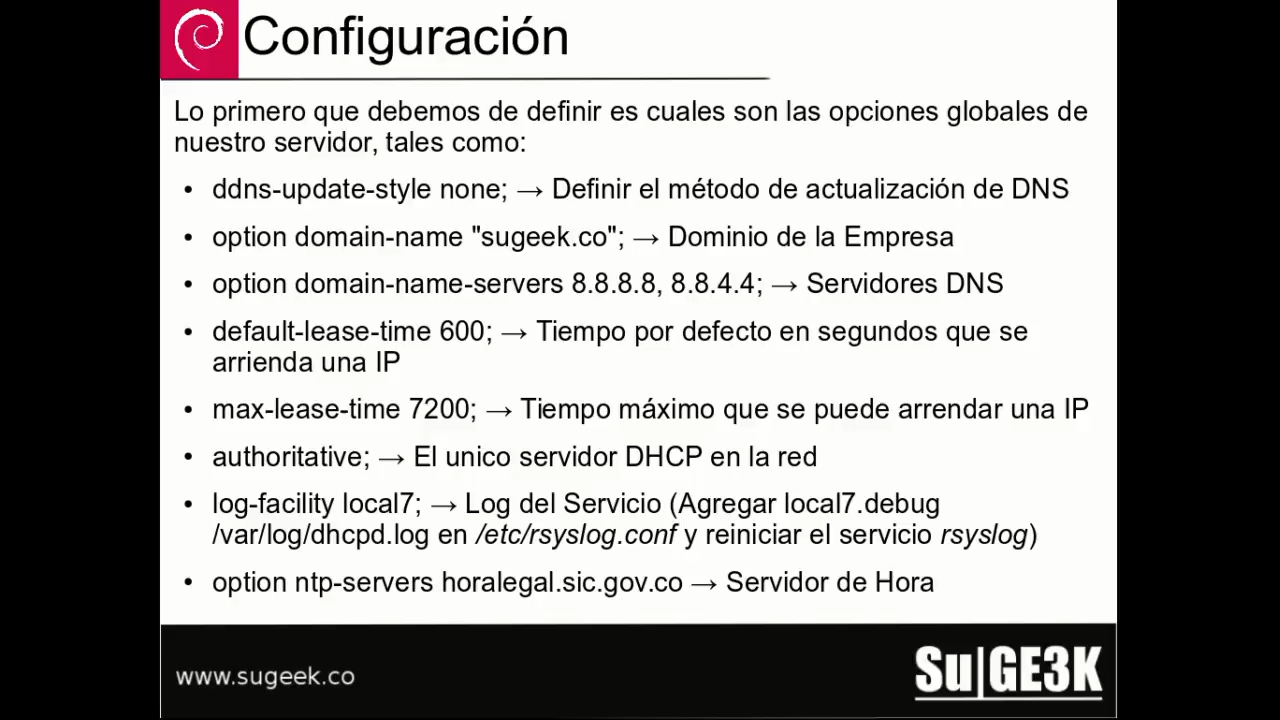 Configuración
Lo primero que debemos de definir es cuales son las opciones globales de
nuestro servidor, tales como:
• ddns-update-style none; → Definir el método de actualización de DNS
• option domain-name "sugeek.co"; → Dominio de la Empresa
• option domain-name-servers 8.8.8.8, 8.8.4.4; → Servidores DNS
• default-lease-time 600; → Tiempo por defecto en segundos que se
arrienda una IP
• max-lease-time 7200; → Tiempo máximo que se puede arrendar una IP
• authoritative; → El unico servidor DHCP en la red
• log-facility local7; → Log del Servicio (Agregar local7.debug
/var/log/dhcpd.log en /etc/rsyslog.conf y reiniciar el servicio rsyslog)
• option ntp-servers horalegal.sic.gov.co → Servidor de Hora
www.sugeek.co
Su|GE3K